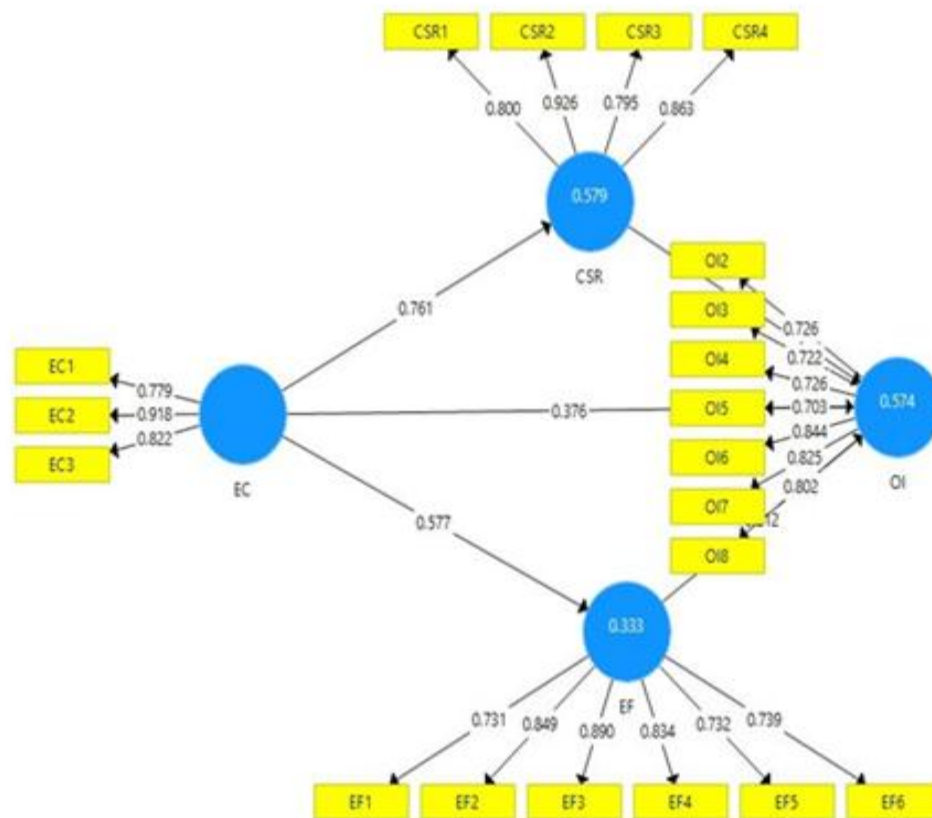 CSR1 CSR2 CSR3 CSR4
0.800 0.926 0.795 0.863
0.579
CSR
OI2
OI3
OI4
OI5
OI6
OI7
OI8
0.726
0.722
0.726
0.703
0.844
0.825
0.802
0.574
OI
0.761
EC1
EC2
EC3
0.779
0.918
0.822
EC
0.376
0.577
0.333
EF
0.731 0.849 0.890 0.834 0.732 0.739
EF1 EF2 EF3 EF4 EF5 EF6